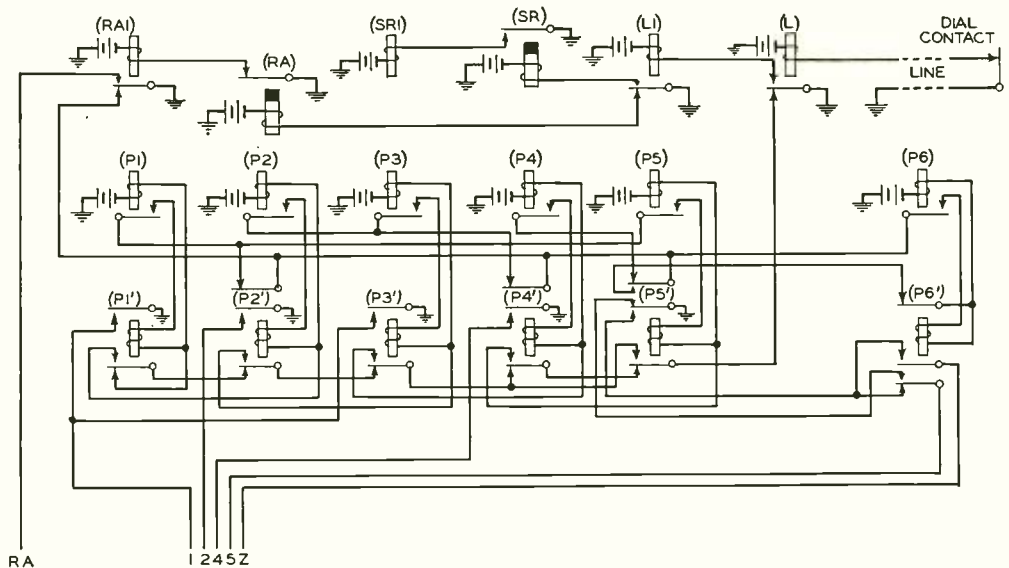 (RA1)
(RA)
(SR1)
(SR)
(L1)
(L)
DIAL
CONTACT
LINE
(P1)
(P2)
(P3)
(P4)
(P5)
(P6)
(P1')
(P2')
(P3')
(P4')
(P5')
(P6')
RA
1 2 4 5 Z